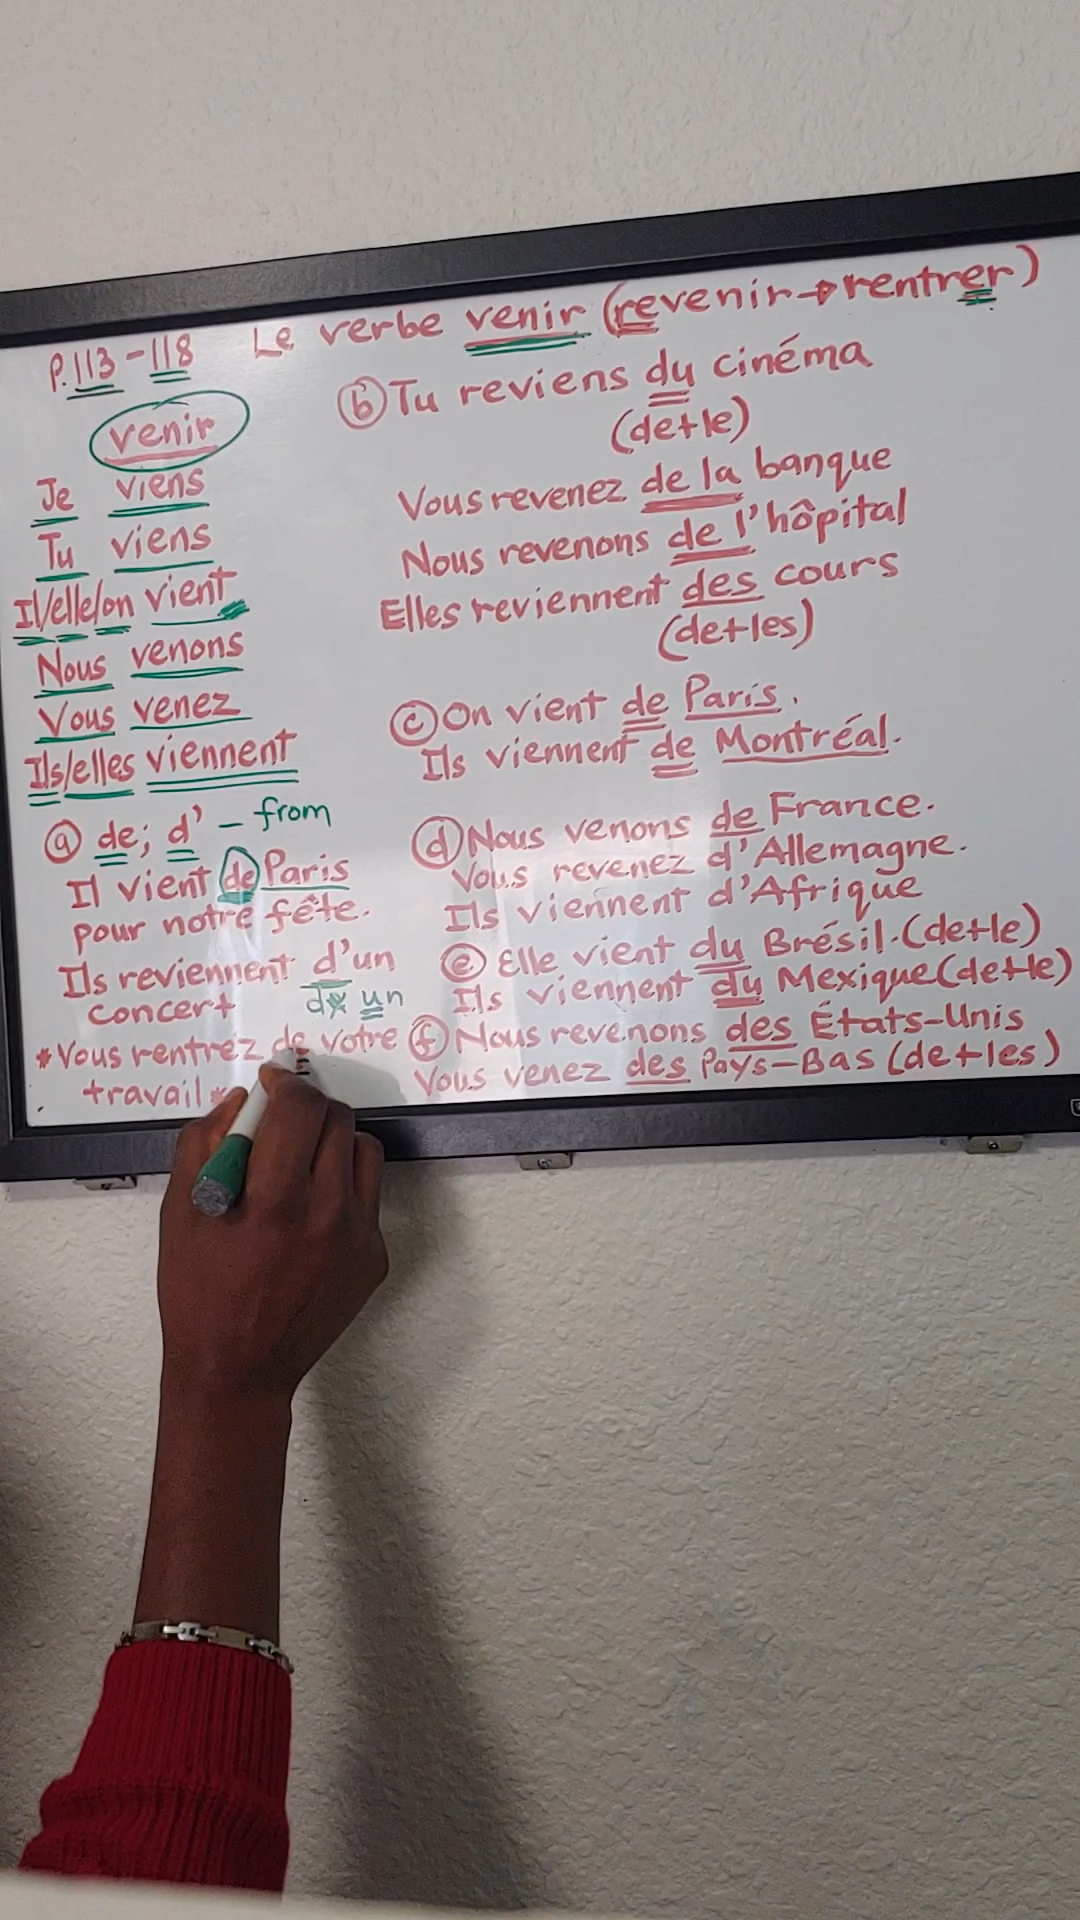 Le verbe venir (revenir→rentrer)
P.113-118
venir
Je viens
Tu viens
Il/elle/on vient
Nous venons
Vous venez
Ils/elles viennent
ⓐ de; d' - from
Il vient de Paris
pour notre fête.
Ils reviennent d'un
concert de un
*Vous rentrez de votre
travail*
ⓑ Tu reviens du cinéma
(de+le)
Vous revenez de la banque
Nous revenons de l'hôpital
Elles reviennent des cours
(de+les)
ⓒ On vient de Paris.
Ils viennent de Montréal.
ⓓ Nous venons de France.
Vous revenez d'Allemagne.
Ils viennent d'Afrique
ⓔ Elle vient du Brésil.(de+le)
Ils viennent du Mexique(de+le)
ⓕ Nous revenons des États-Unis
Vous venez des Pays-Bas (de+les)